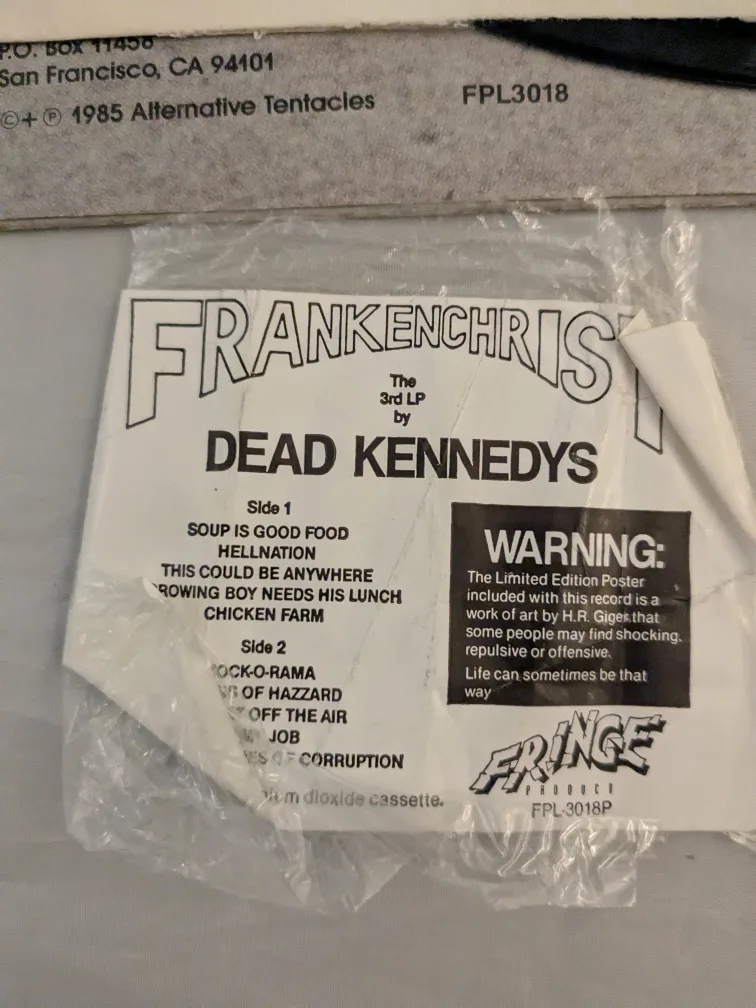 P.O. BOX 11458
San Francisco, CA 94101
©+℗ 1985 Alternative Tentacles
FPL3018
FRANKENCHRIST
The
3rd LP
by
DEAD KENNEDYS
Side 1
SOUP IS GOOD FOOD
HELLNATION
THIS COULD BE ANYWHERE
ROWING BOY NEEDS HIS LUNCH
CHICKEN FARM
Side 2
OCK-O-RAMA
OF HAZZARD
OFF THE AIR
JOB
ES OF CORRUPTION
m dioxide cassette.
WARNING:
The Limited Edition Poster
included with this record is a
work of art by H.R. Giger that
some people may find shocking,
repulsive or offensive.
Life can sometimes be that
way
FRINGE
PRODUCT
FPL-3018P